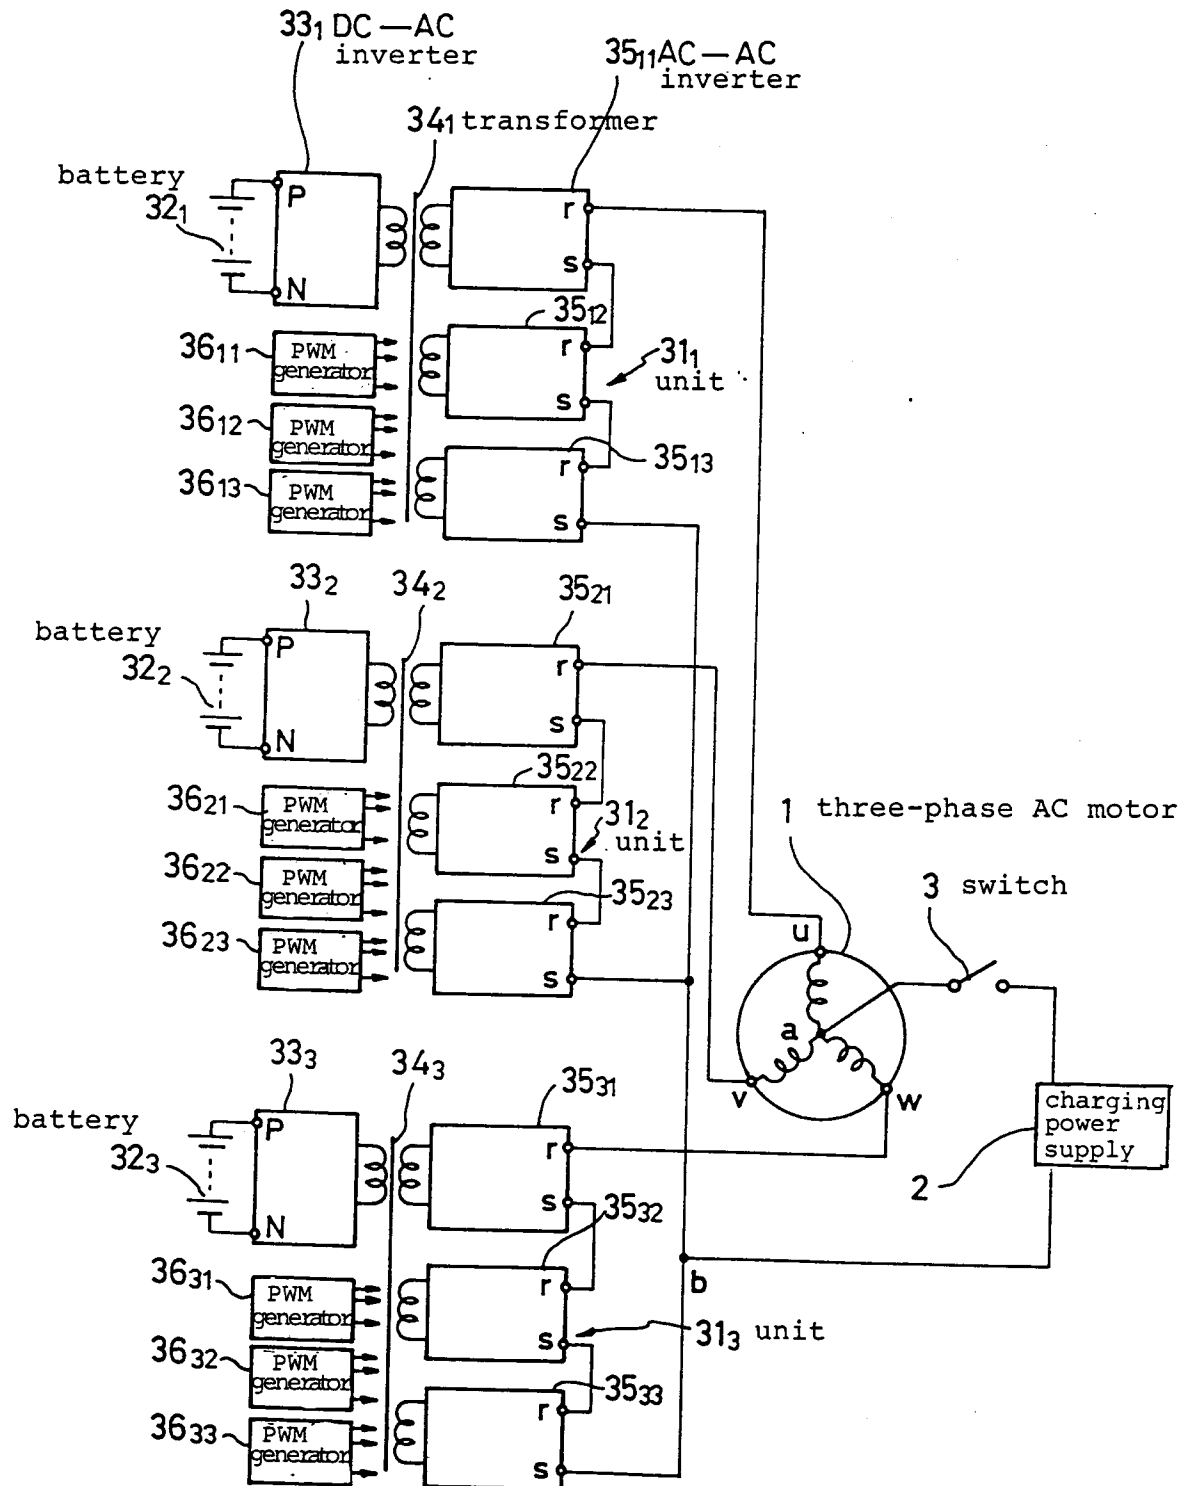 33₁ DC—AC
inverter
35₁₁ AC—AC
inverter
34₁ transformer
battery
32₁
P
N
r
s
35₁₂
r
s
31₁
unit
36₁₁
PWM
generator
36₁₂
PWM
generator
36₁₃
PWM
generator
35₁₃
r
s
33₂
34₂
35₂₁
battery
32₂
P
N
r
s
35₂₂
r
s
31₂
unit
36₂₁
PWM
generator
36₂₂
PWM
generator
36₂₃
PWM
generator
35₂₃
r
s
1 three-phase AC motor
3 switch
u
a
v
w
charging
power
supply
2
b
33₃
34₃
35₃₁
battery
32₃
P
N
r
s
35₃₂
r
s
31₃ unit
36₃₁
PWM
generator
36₃₂
PWM
generator
36₃₃
PWM
generator
35₃₃
r
s